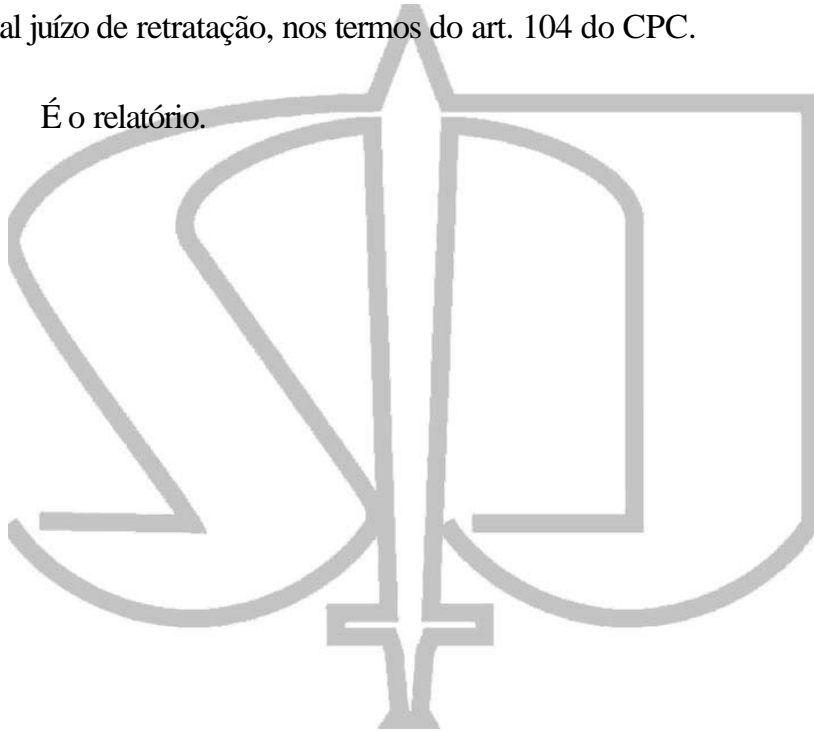 al juízo de retratação, nos termos do art. 104 do CPC.
É o relatório.